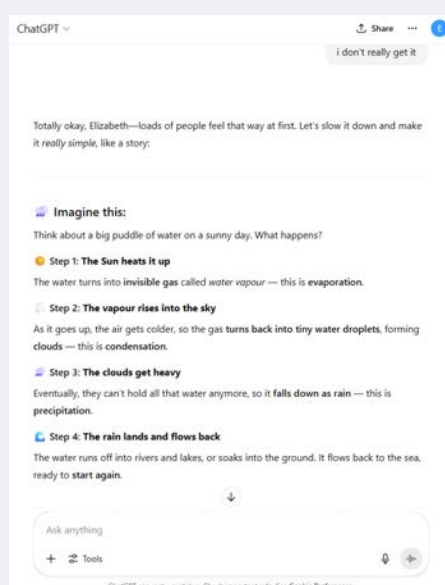 ChatGPT
Share
i don't really get it
Totally okay, Elizabeth—loads of people feel that way at first. Let's slow it down and make
it really simple, like a story:
Imagine this:
Think about a big puddle of water on a sunny day. What happens?
Step 1: The Sun heats it up
The water turns into invisible gas called water vapour — this is evaporation.
Step 2: The vapour rises into the sky
As it goes up, the air gets colder, so the gas turns back into tiny water droplets, forming
clouds — this is condensation.
Step 3: The clouds get heavy
Eventually, they can't hold all that water anymore, so it falls down as rain — this is
precipitation.
Step 4: The rain lands and flows back
The water runs off into rivers and lakes, or soaks into the ground. It flows back to the sea,
ready to start again.
Ask anything
Tools